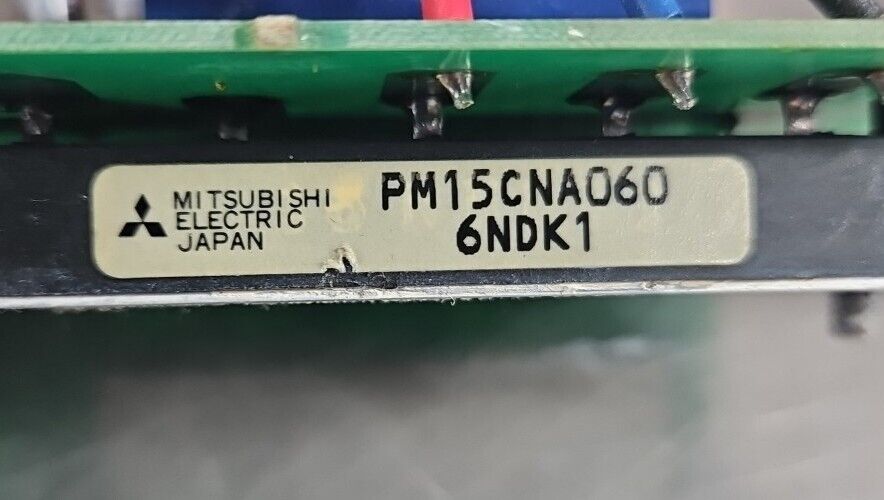 MITSUBISHI
ELECTRIC
JAPAN
PM15CNA060
6NDK1